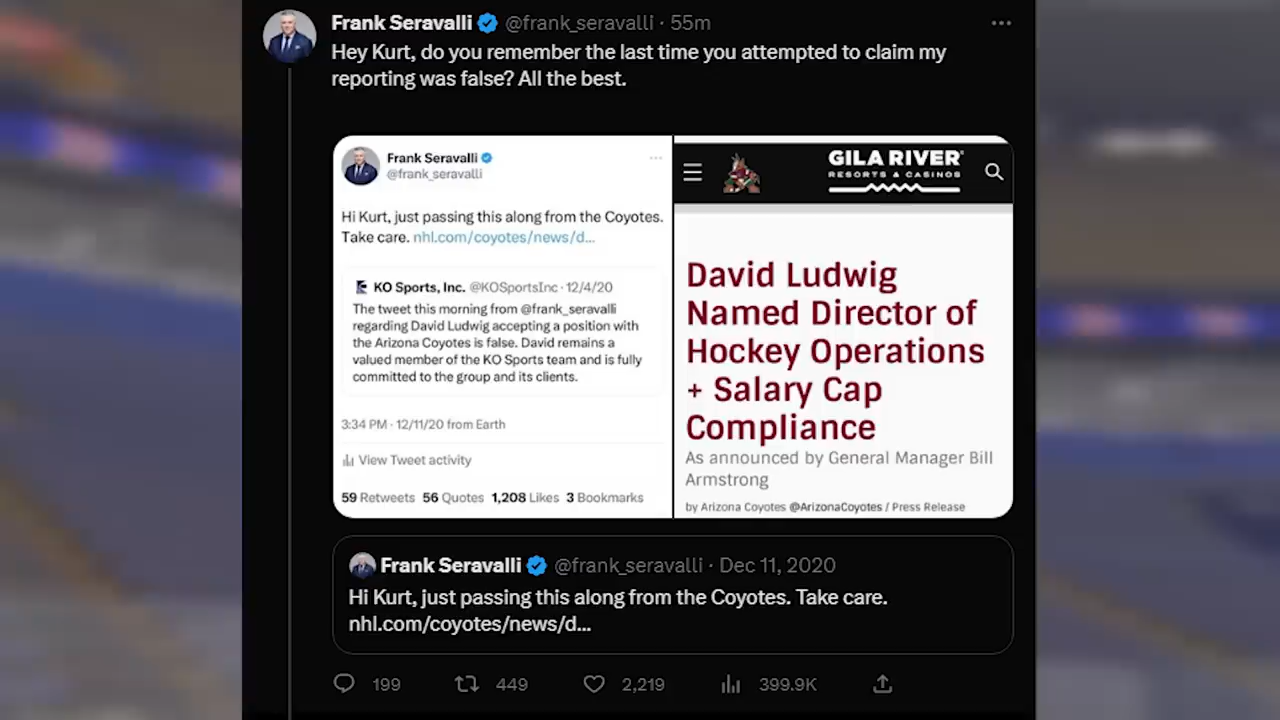 Frank Seravalli @frank_seravalli · 55m
Hey Kurt, do you remember the last time you attempted to claim my
reporting was false? All the best.
Frank Seravalli
@frank_seravalli
Hi Kurt, just passing this along from the Coyotes.
Take care. nhl.com/coyotes/news/d...
KO Sports, Inc. @KOSportsInc · 12/4/20
The tweet this morning from @frank_seravalli
regarding David Ludwig accepting a position with
the Arizona Coyotes is false. David remains a
valued member of the KO Sports team and is fully
committed to the group and its clients.
3:34 PM · 12/11/20 from Earth
View Tweet activity
59 Retweets 56 Quotes 1,208 Likes 3 Bookmarks
GILA RIVER
RESORTS & CASINOS
David Ludwig
Named Director of
Hockey Operations
+ Salary Cap
Compliance
As announced by General Manager Bill
Armstrong
by Arizona Coyotes @ArizonaCoyotes / Press Release
Frank Seravalli @frank_seravalli · Dec 11, 2020
Hi Kurt, just passing this along from the Coyotes. Take care.
nhl.com/coyotes/news/d...
199 449 2,219 399.9K